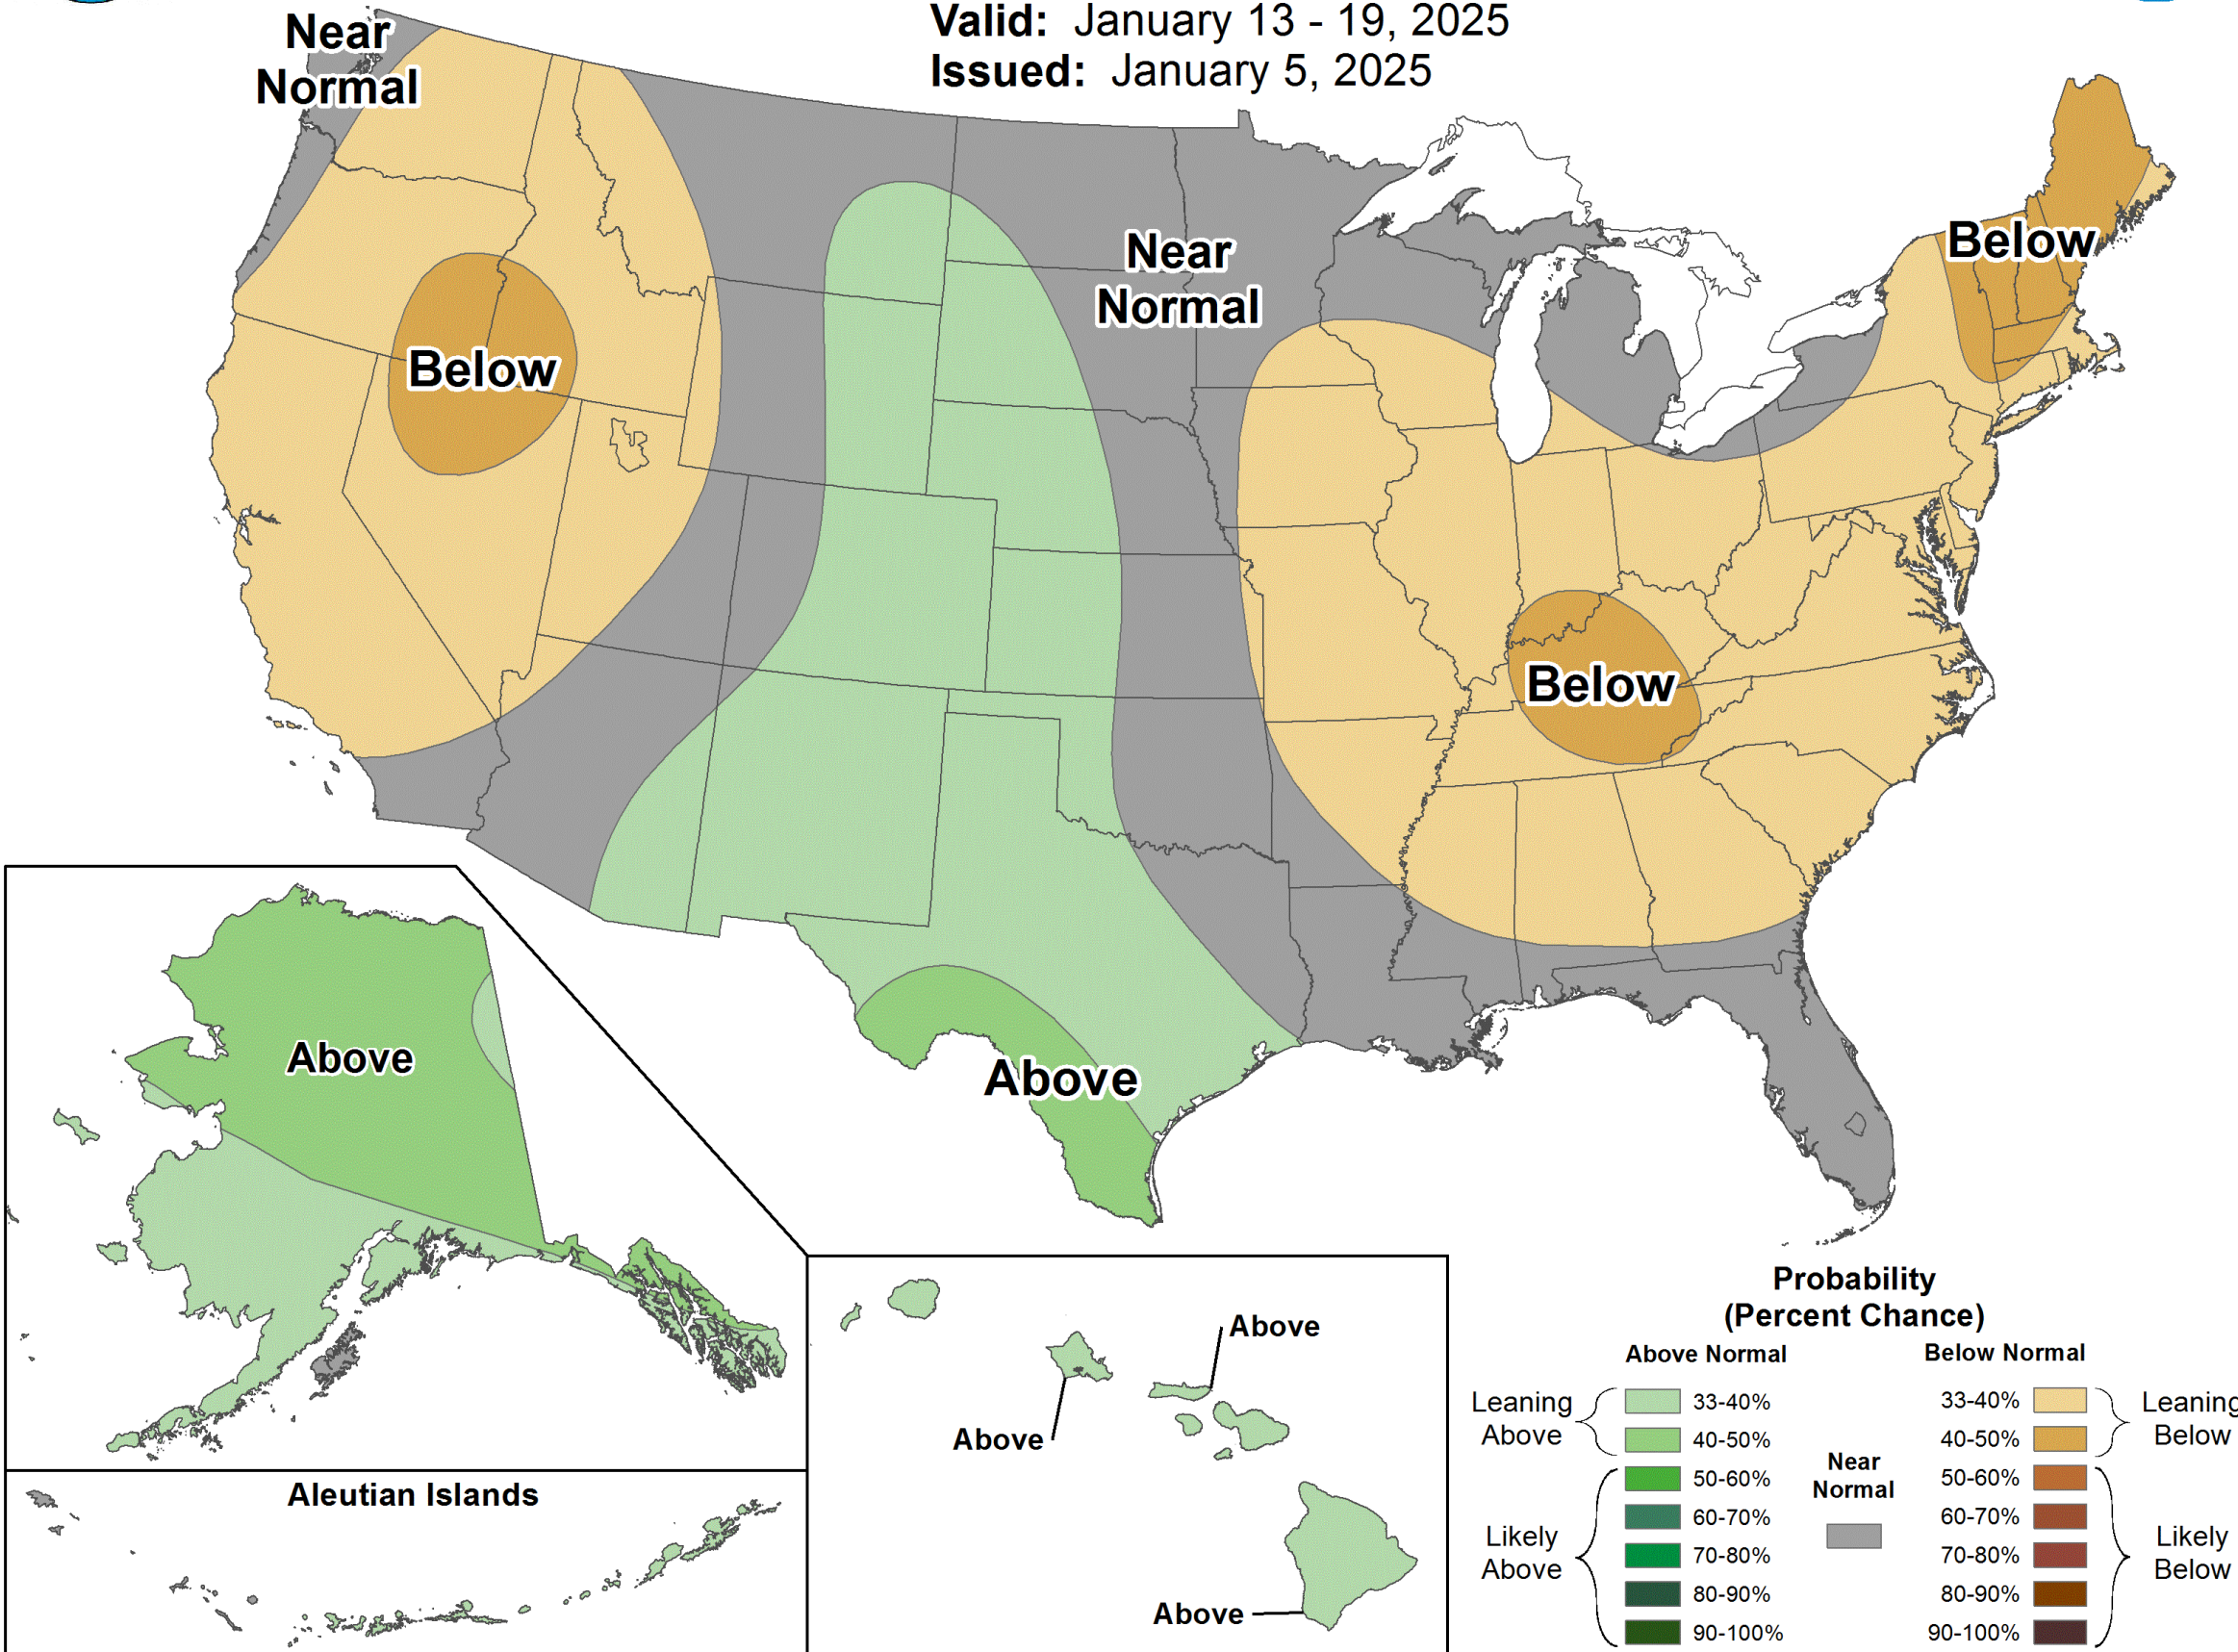 Valid: January 13 - 19, 2025
Issued: January 5, 2025
Near
Normal
Below
Near
Normal
Below
Below
Above
Above
Aleutian Islands
Above
Above
Above
Probability
(Percent Chance)
Above Normal
Below Normal
Leaning
Above
33-40%
40-50%
Likely
Above
50-60%
60-70%
70-80%
80-90%
90-100%
Near
Normal
33-40%
40-50%
Leaning
Below
50-60%
60-70%
70-80%
80-90%
90-100%
Likely
Below